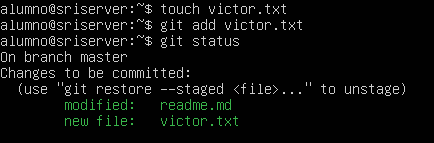 alumno@sriserver:~$ touch victor.txt
alumno@sriserver:~$ git add victor.txt
alumno@sriserver:~$ git status
On branch master
Changes to be committed:
  (use "git restore --staged <file>..." to unstage)
        modified:   readme.md
        new file:   victor.txt